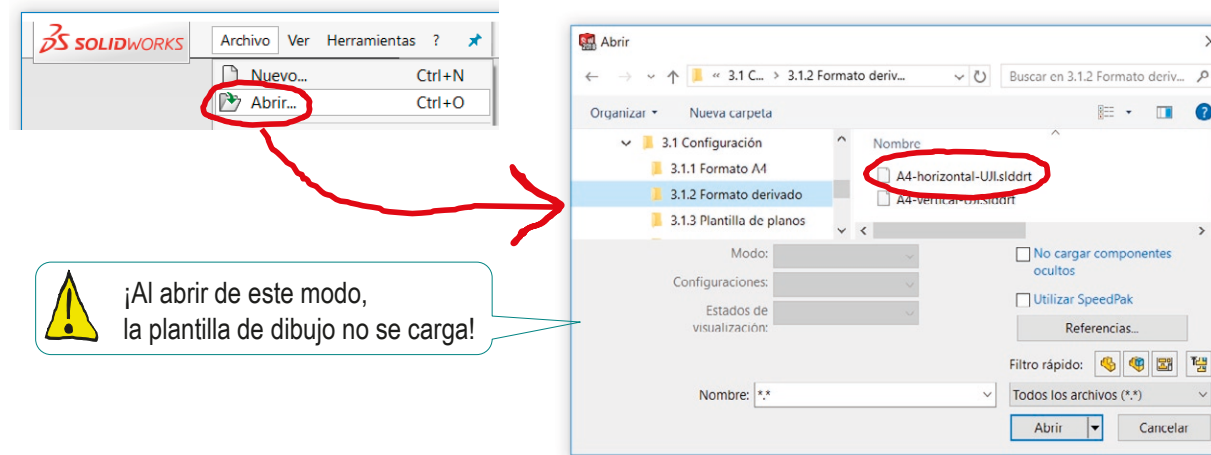 SOLIDWORKS
Archivo Ver Herramientas ?
Nuevo... Ctrl+N
Abrir... Ctrl+O
¡Al abrir de este modo,
la plantilla de dibujo no se carga!
Abrir
« 3.1 C... > 3.1.2 Formato deriv...
Buscar en 3.1.2 Formato deriv...
Organizar
Nueva carpeta
?
3.1 Configuración
3.1.1 Formato A4
3.1.2 Formato derivado
3.1.3 Plantilla de planos
Nombre
A4-horizontal-UJI.slddrt
A4-vertical-UJI.slddrt
Modo:
Configuraciones:
Estados de
visualización:
No cargar componentes
ocultos
Utilizar SpeedPak
Referencias...
Filtro rápido:
Nombre: *.*
Todos los archivos (*.*)
Abrir
Cancelar